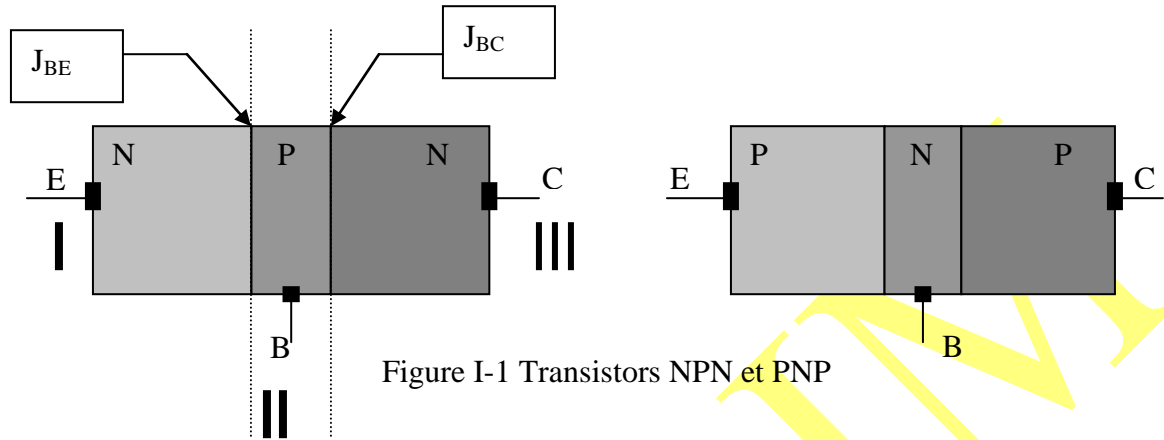 J_BE
J_BC
N P N
P N P
E C
E C
I
III
B
B
Figure I-1 Transistors NPN et PNP
II